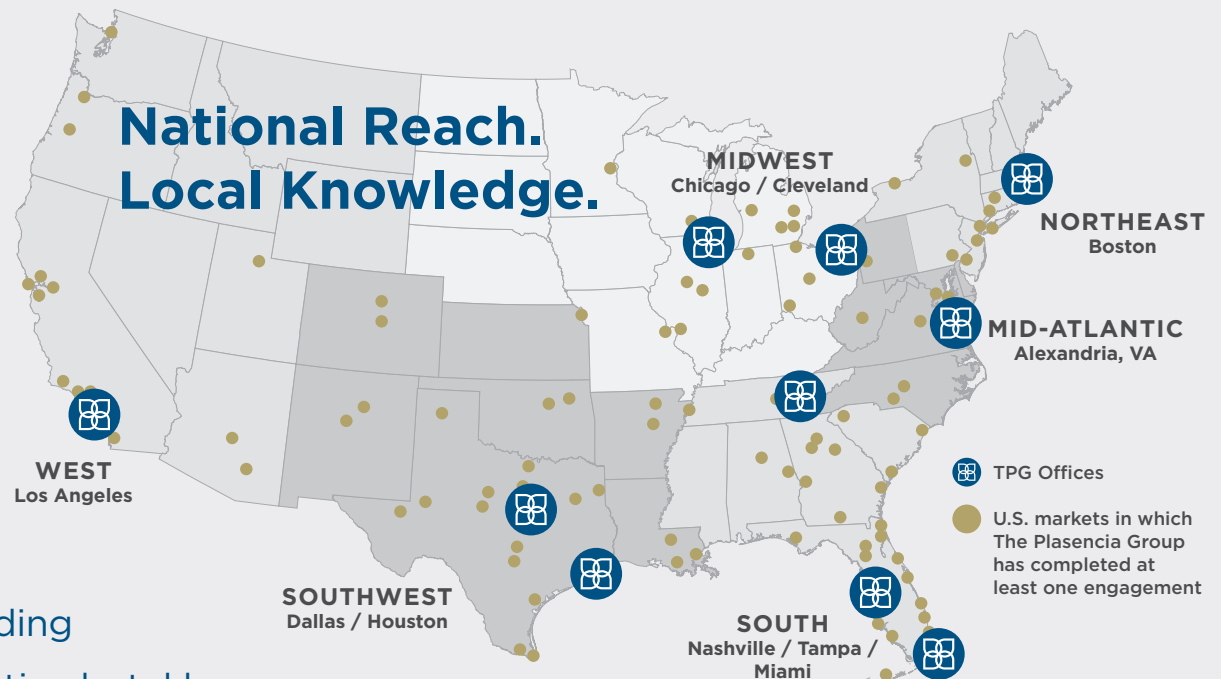 National Reach.
Local Knowledge.
MIDWEST
Chicago / Cleveland
NORTHEAST
Boston
MID-ATLANTIC
Alexandria, VA
WEST
Los Angeles
TPG Offices
U.S. markets in which
The Plasencia Group
has completed at
least one engagement
SOUTHWEST
Dallas / Houston
SOUTH
Nashville / Tampa /
Miami
ding